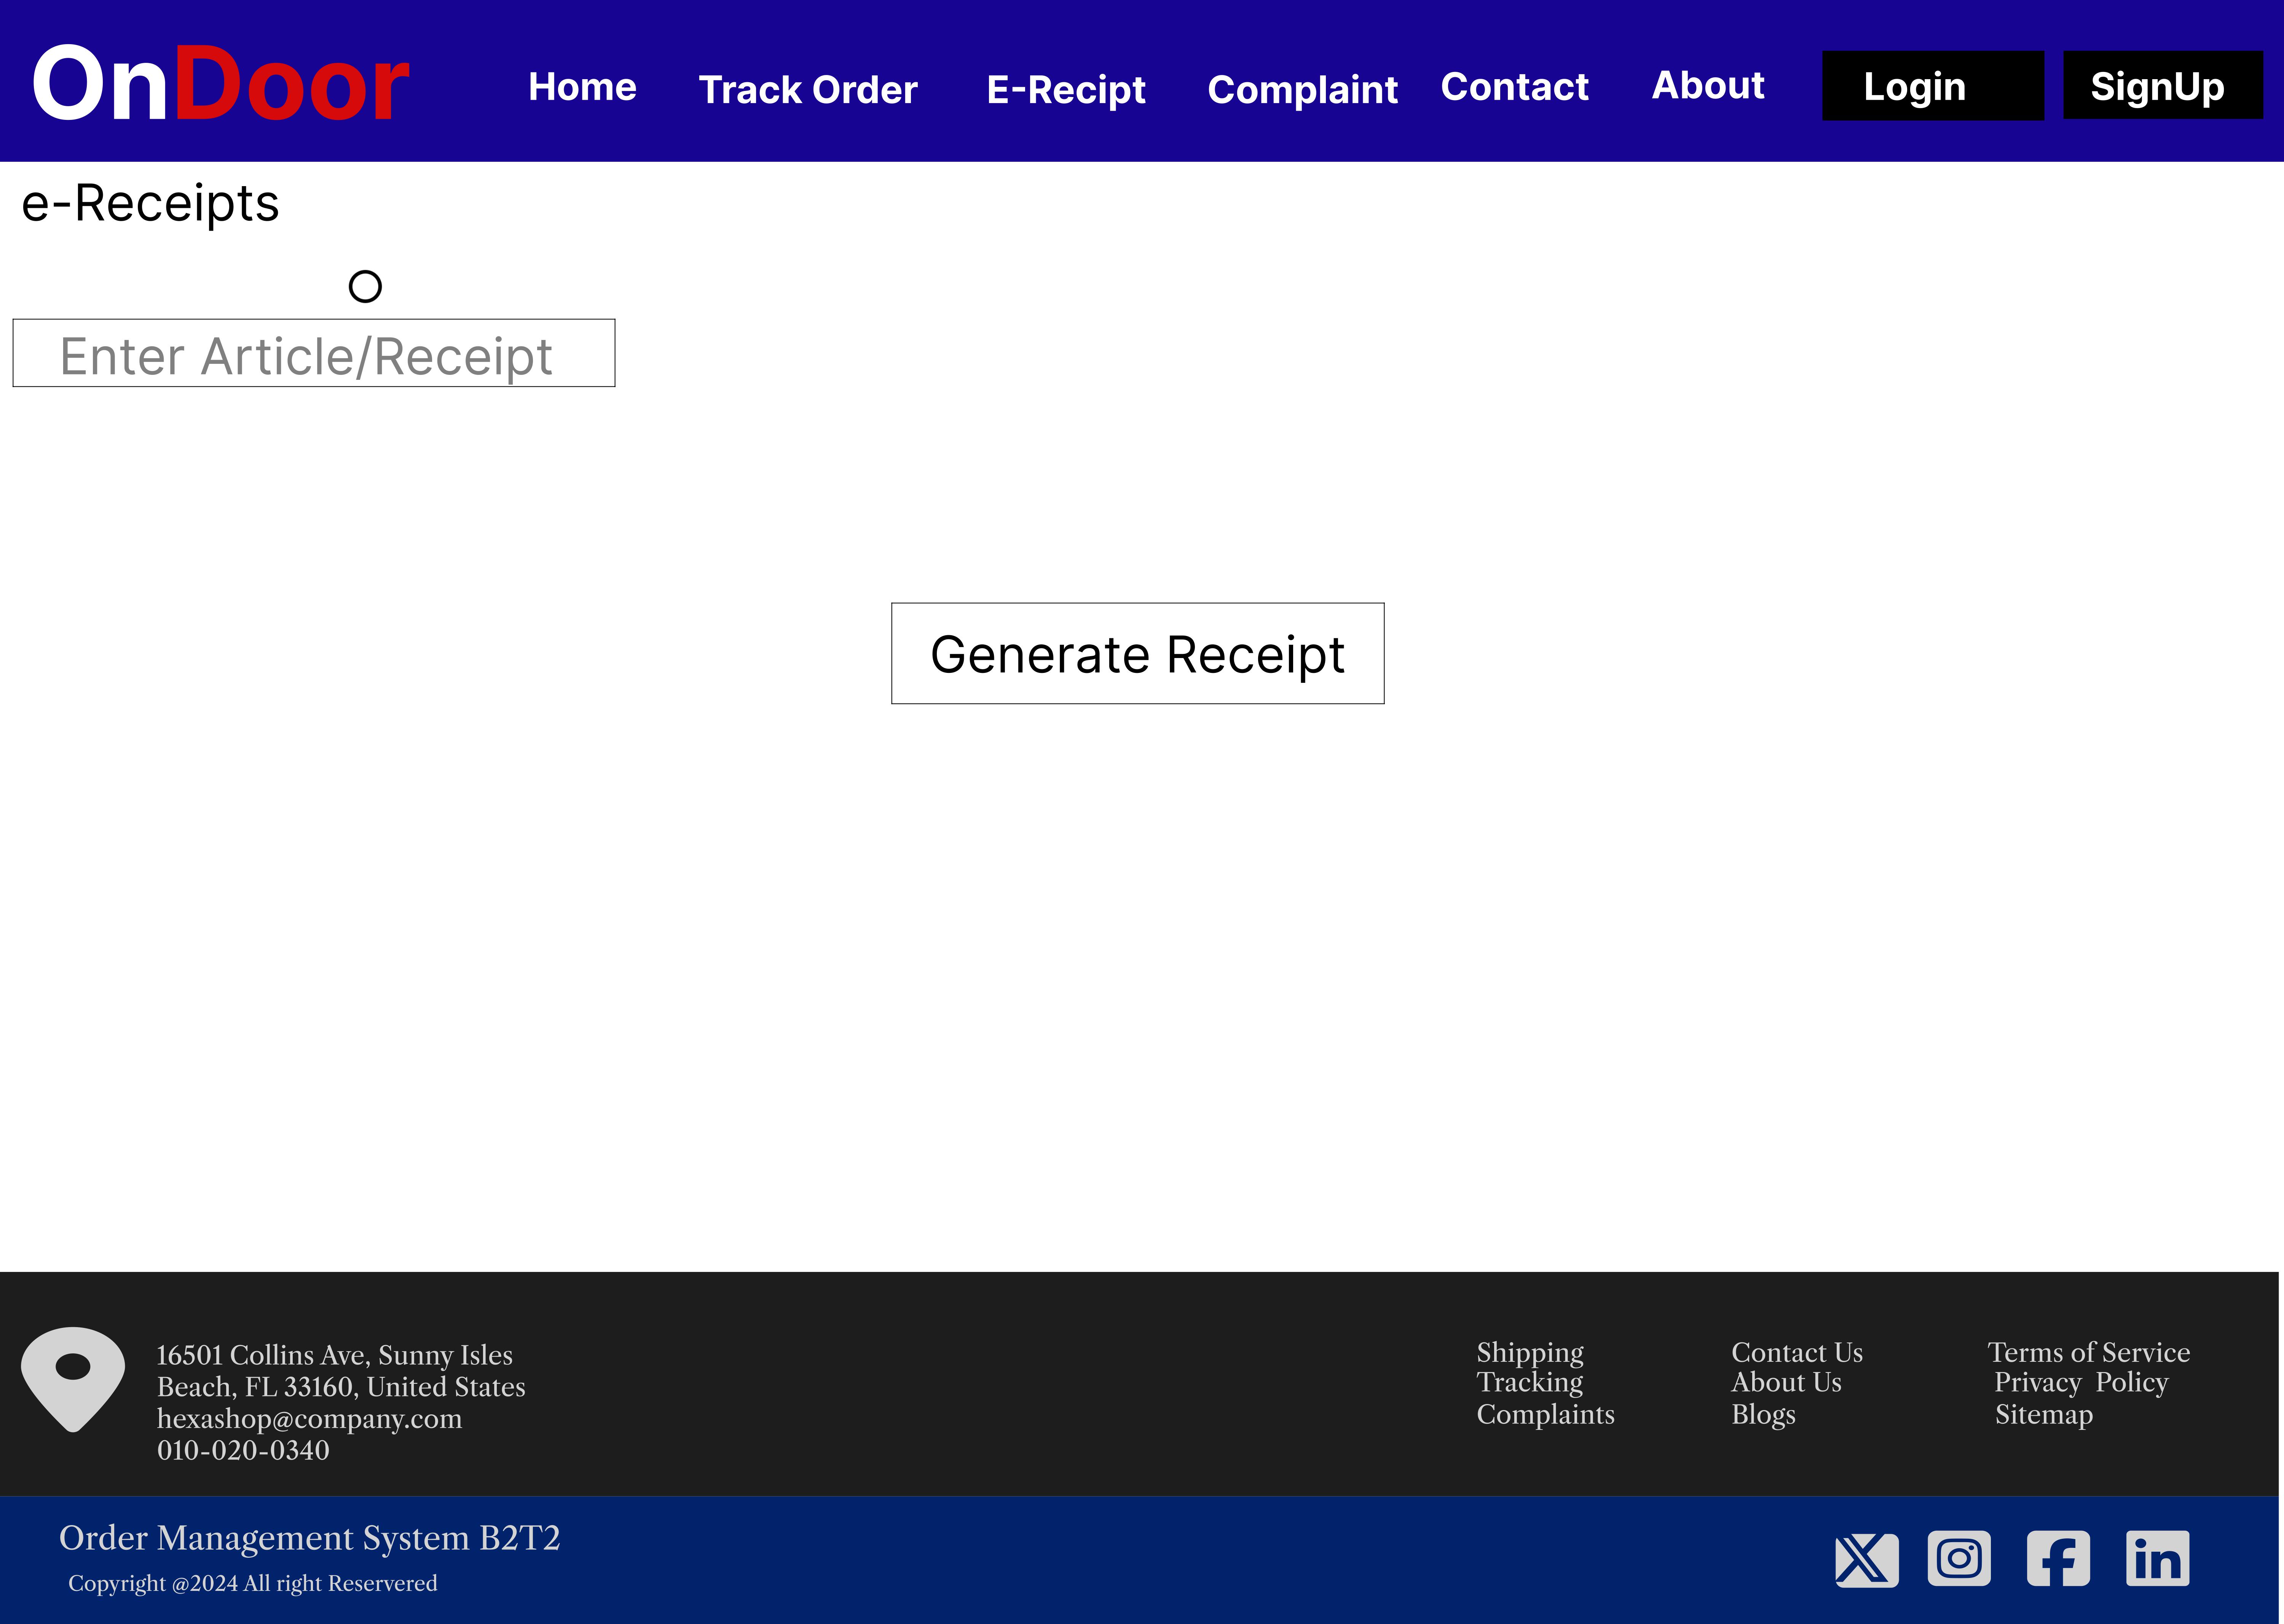 OnDoor
Home Track Order E-Recipt Complaint Contact About Login SignUp
e-Receipts
Enter Article/Receipt
Generate Receipt
16501 Collins Ave, Sunny Isles
Beach, FL 33160, United States
hexashop@company.com
010-020-0340
Shipping
Tracking
Complaints
Contact Us
About Us
Blogs
Terms of Service
Privacy Policy
Sitemap
Order Management System B2T2
Copyright @2024 All right Reservered